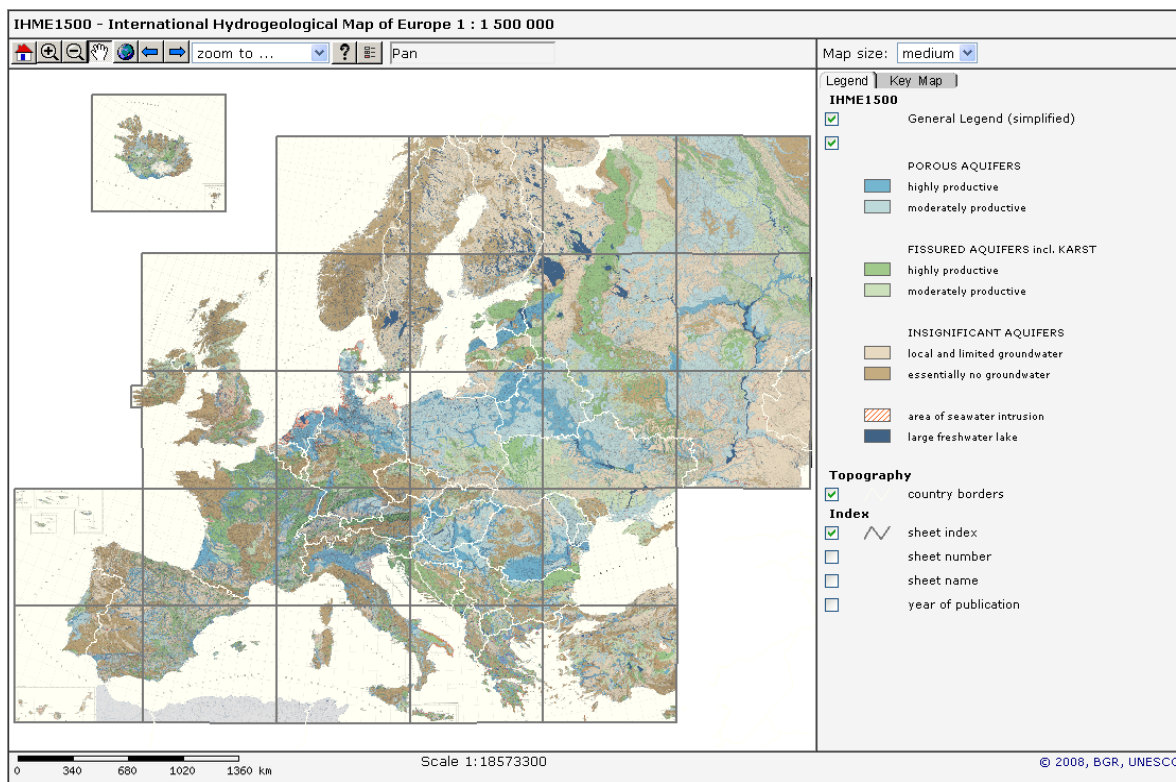 IHME1500 - International Hydrogeological Map of Europe 1 : 1 500 000
zoom to ...
?
Pan
Map size: medium
Legend Key Map
IHME1500
General Legend (simplified)
POROUS AQUIFERS
highly productive
moderately productive
FISSURED AQUIFERS incl. KARST
highly productive
moderately productive
INSIGNIFICANT AQUIFERS
local and limited groundwater
essentially no groundwater
area of seawater intrusion
large freshwater lake
Topography
country borders
Index
sheet index
sheet number
sheet name
year of publication
0 340 680 1020 1360 km
Scale 1:18573300
© 2008, BGR, UNESCO